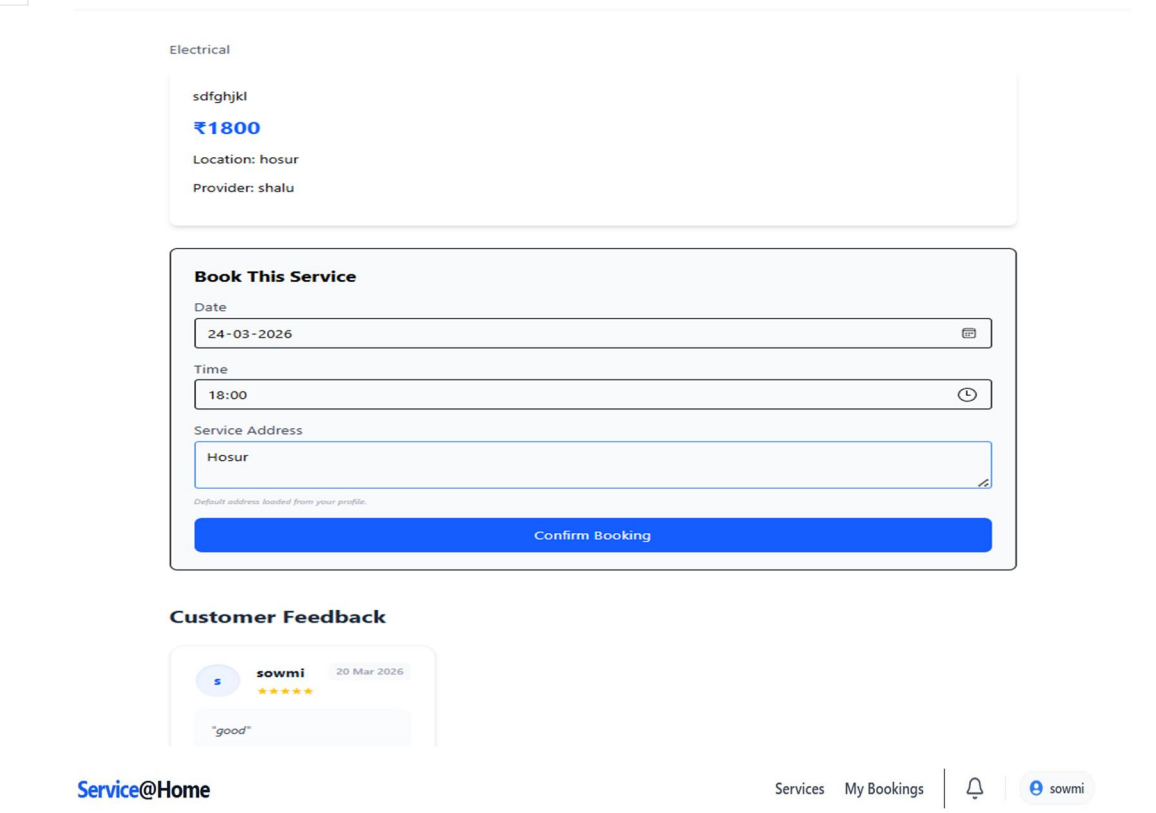 Electrical
sdfghjkl
₹1800
Location: hosur
Provider: shalu
Book This Service
Date
24-03-2026
Time
18:00
Service Address
Hosur
Default address loaded from your profile.
Confirm Booking
Customer Feedback
s sowmi 20 Mar 2026
★★★★★
"good"
Service@Home Services My Bookings sowmi